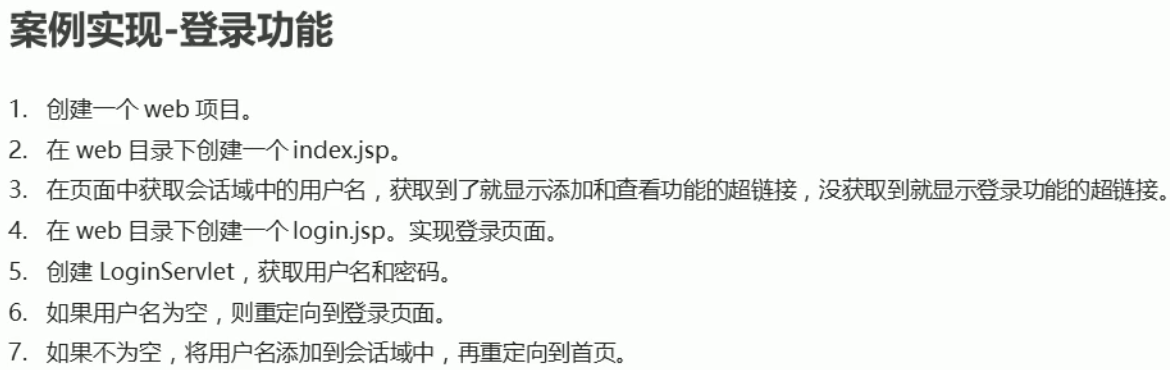 案例实现-登录功能
1. 创建一个 web 项目。
2. 在 web 目录下创建一个 index.jsp。
3. 在页面中获取会话域中的用户名，获取到了就显示添加和查看功能的超链接，没获取到就显示登录功能的超链接。
4. 在 web 目录下创建一个 login.jsp。实现登录页面。
5. 创建 LoginServlet，获取用户名和密码。
6. 如果用户名为空，则重定向到登录页面。
7. 如果不为空，将用户名添加到会话域中，再重定向到首页。